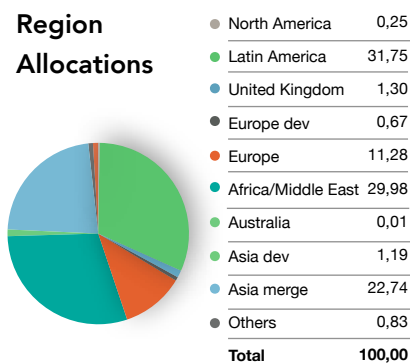 Region
Allocations
North America 0,25
Latin America 31,75
United Kingdom 1,30
Europe dev 0,67
Europe 11,28
Africa/Middle East 29,98
Australia 0,01
Asia dev 1,19
Asia merge 22,74
Others 0,83
Total 100,00